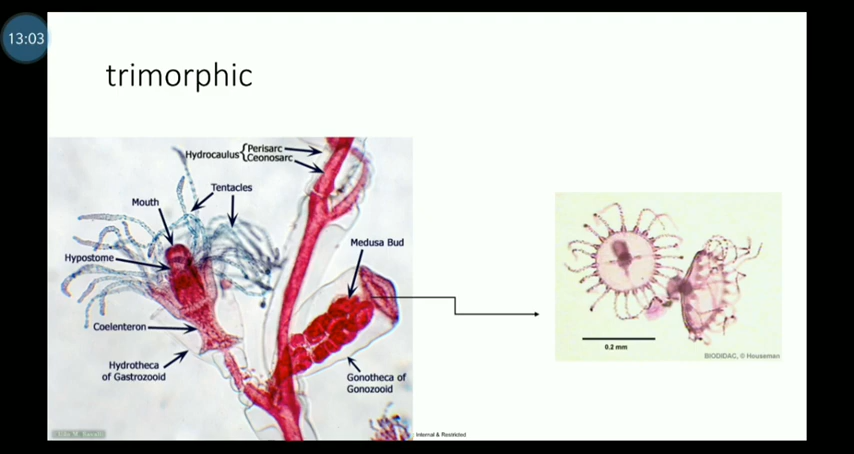 13:03
trimorphic
Hydrocaulus{Perisarc
Ceonosarc
Tentacles
Mouth
Medusa Bud
Hypostome
Coelenteron
Hydrotheca
of Gastrozooid
Gonotheca of
Gonozooid
0.2 mm
BIODIDAC, © Houseman
Internal & Restricted